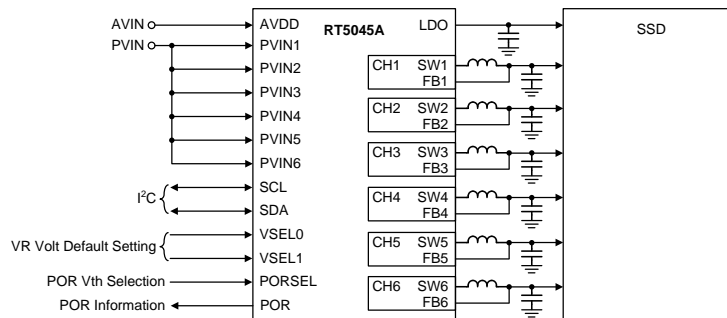 AVIN
PVIN
I²C
VR Volt Default Setting
POR Vth Selection
POR Information
AVDD
PVIN1
PVIN2
PVIN3
PVIN4
PVIN5
PVIN6
SCL
SDA
VSEL0
VSEL1
PORSEL
POR
RT5045A
LDO
CH1 SW1
FB1
CH2 SW2
FB2
CH3 SW3
FB3
CH4 SW4
FB4
CH5 SW5
FB5
CH6 SW6
FB6
SSD